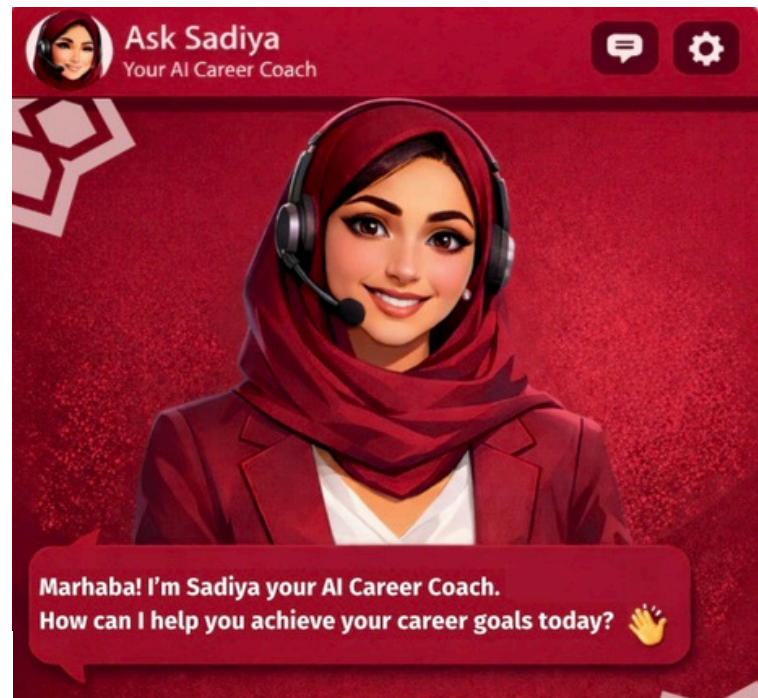 Ask Sadiya
Your AI Career Coach
Marhaba! I'm Sadiya your AI Career Coach.
How can I help you achieve your career goals today? 👋